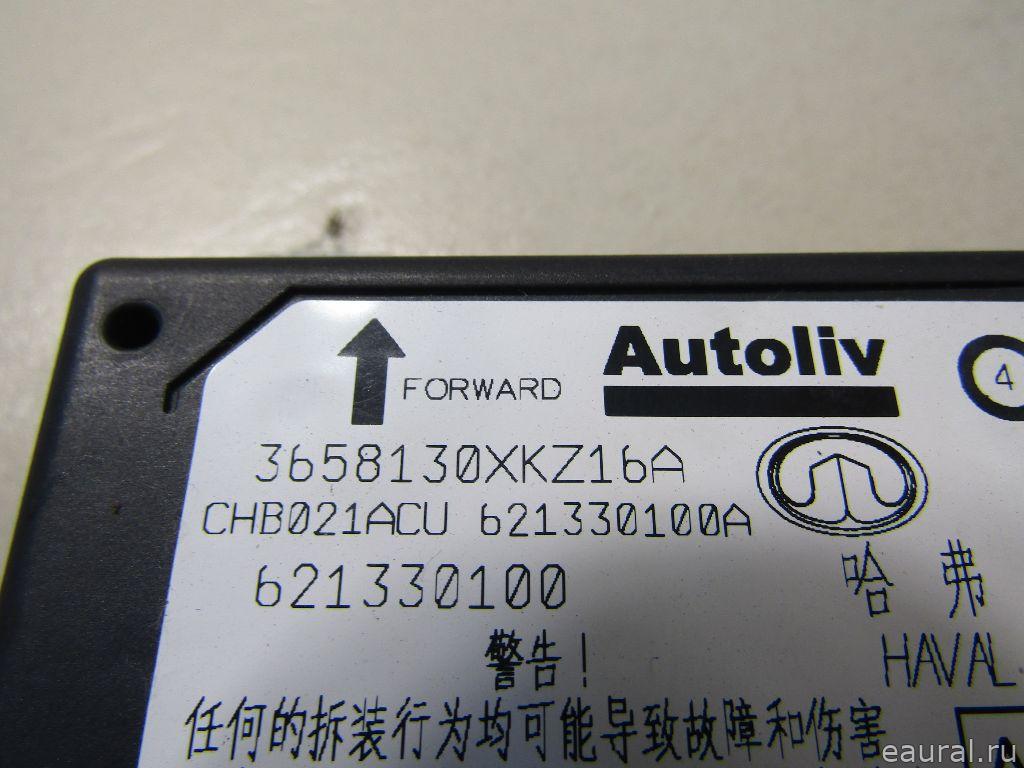 FORWARD
Autoliv
4
3658130XKZ16A
CHB021ACU 621330100A
621330100
哈弗
HAVAL
警告!
任何的拆装行为均可能导致故障和伤害
eaural.ru